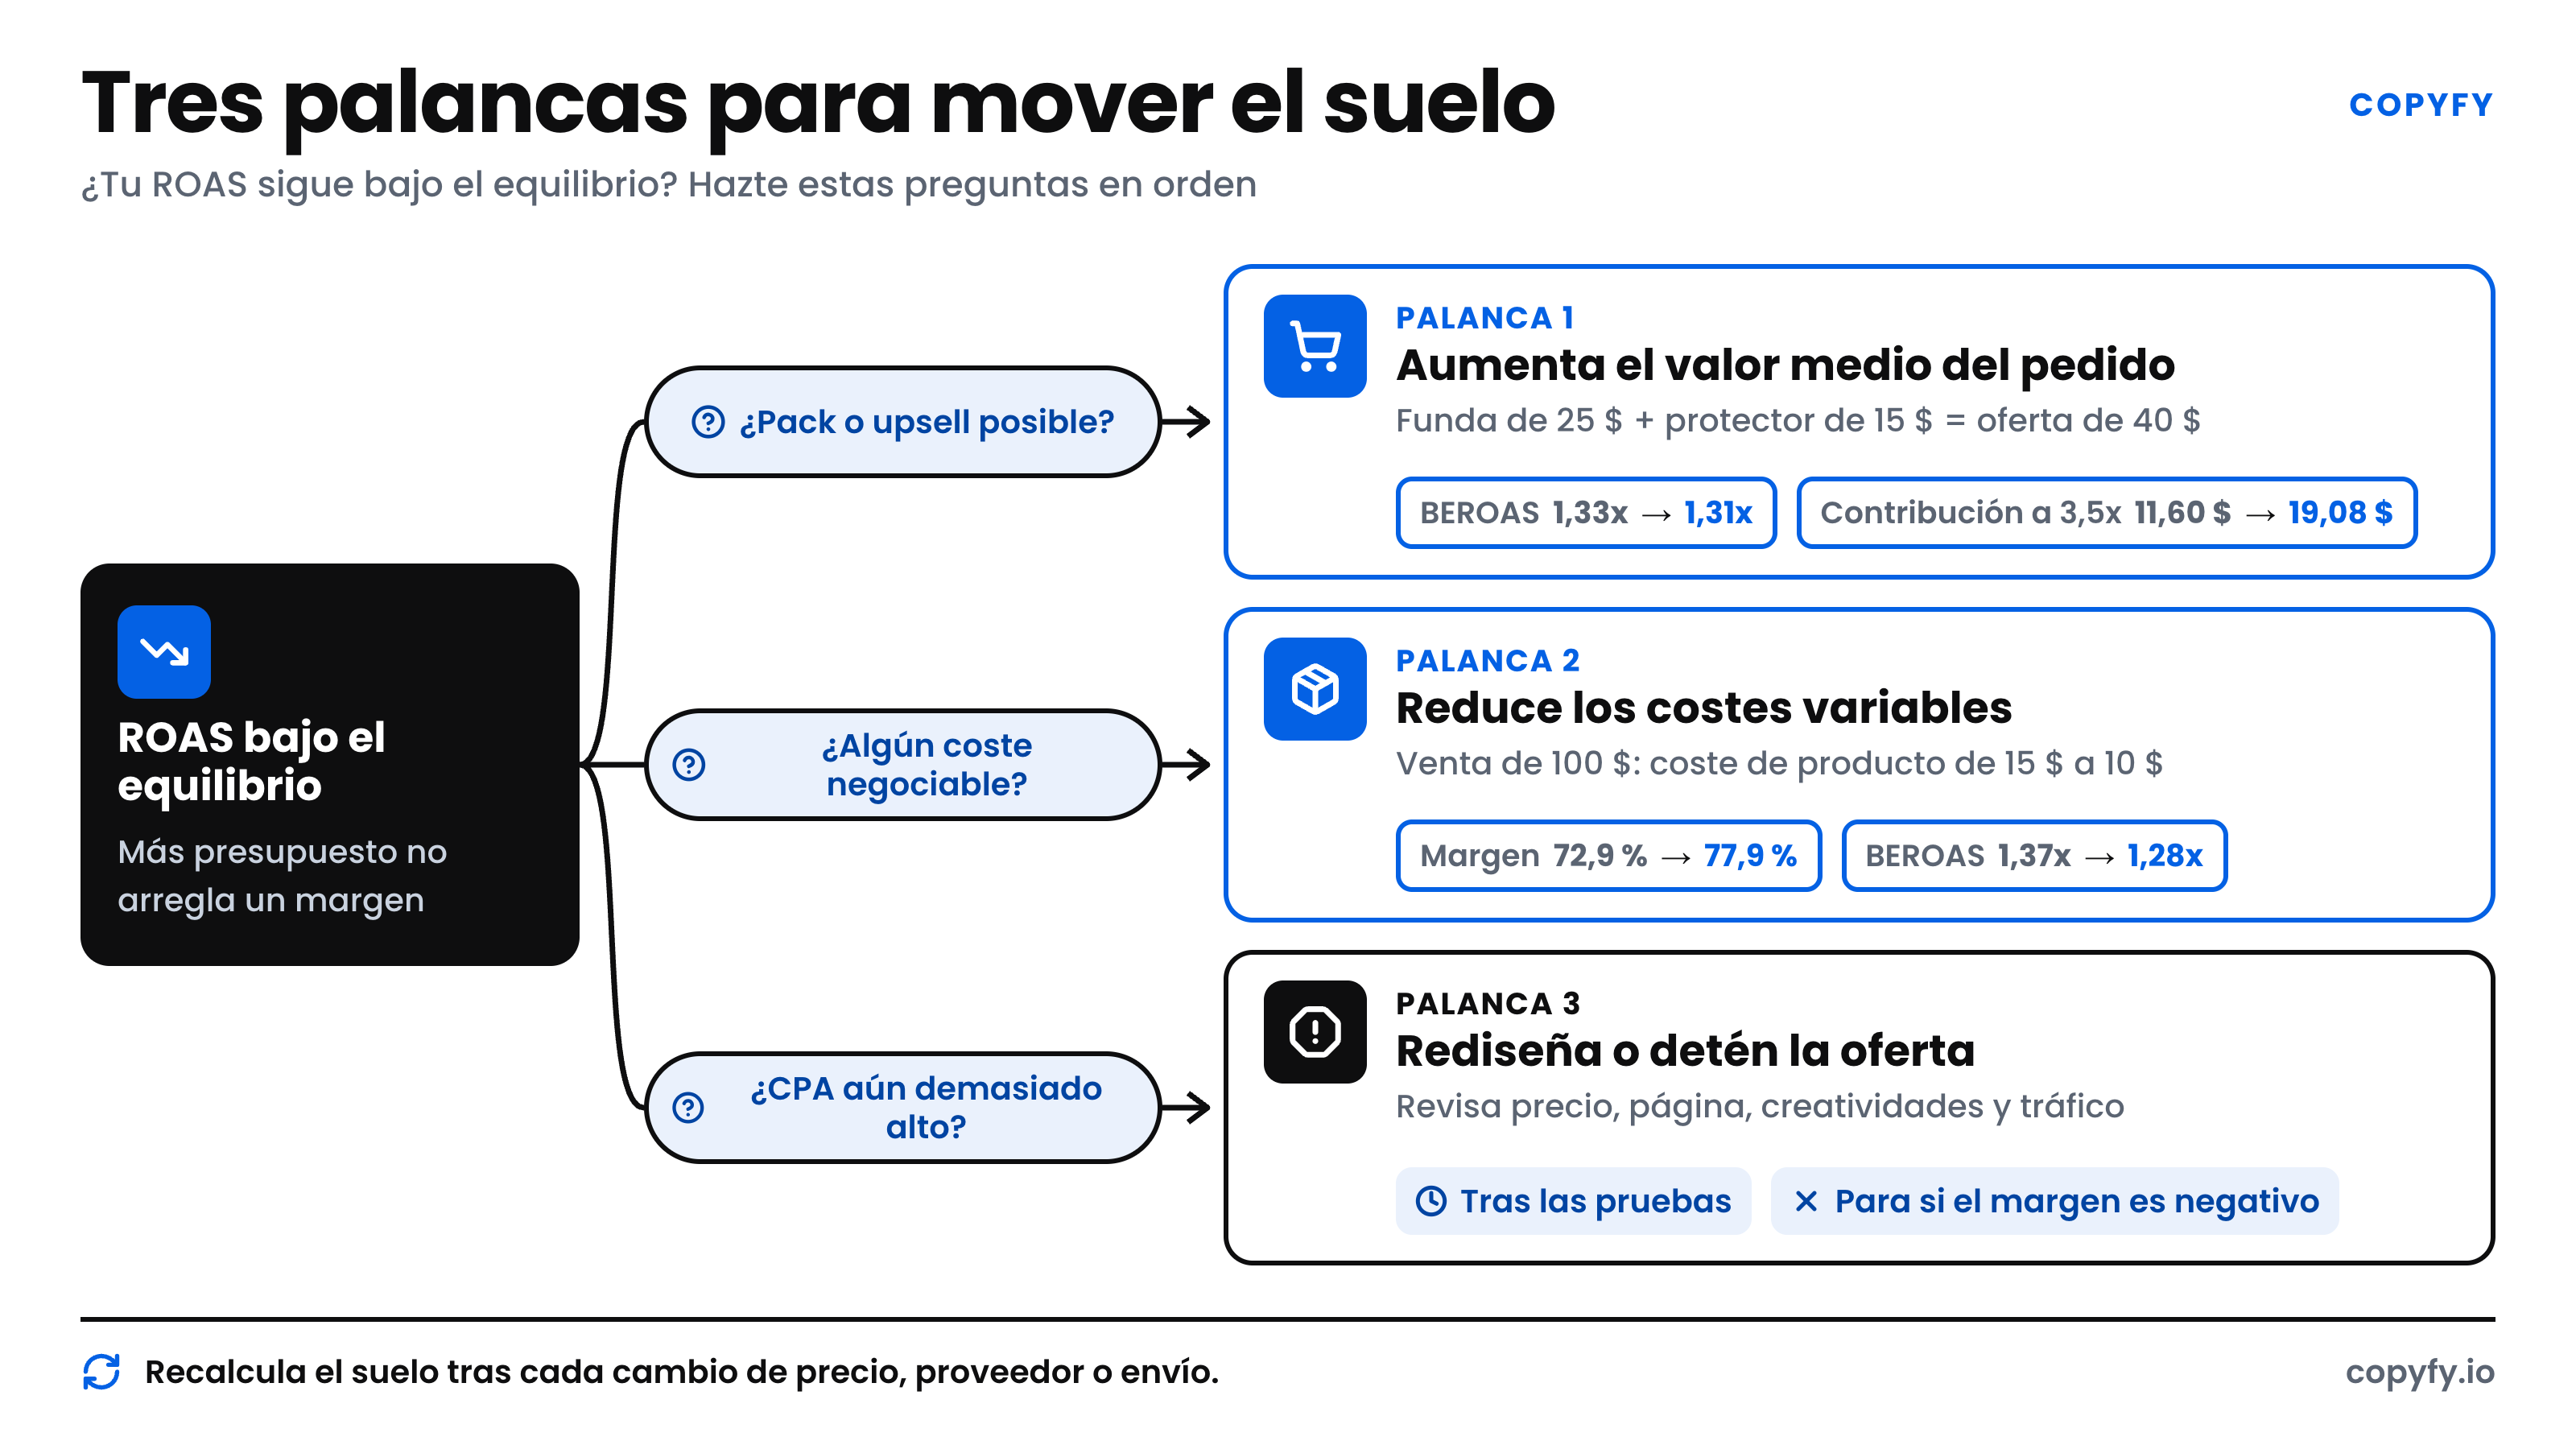 Tres palancas para mover el suelo
COPYFY
¿Tu ROAS sigue bajo el equilibrio? Hazte estas preguntas en orden
ROAS bajo el
equilibrio
Más presupuesto no
arregla un margen
¿Pack o upsell posible?
PALANCA 1
Aumenta el valor medio del pedido
Funda de 25 $ + protector de 15 $ = oferta de 40 $
BEROAS 1,33x → 1,31x
Contribución a 3,5x 11,60 $ → 19,08 $
¿Algún coste
negociable?
PALANCA 2
Reduce los costes variables
Venta de 100 $: coste de producto de 15 $ a 10 $
Margen 72,9 % → 77,9 %
BEROAS 1,37x → 1,28x
¿CPA aún demasiado
alto?
PALANCA 3
Rediseña o detén la oferta
Revisa precio, página, creatividades y tráfico
Tras las pruebas
Para si el margen es negativo
Recalcula el suelo tras cada cambio de precio, proveedor o envío.
copyfy.io